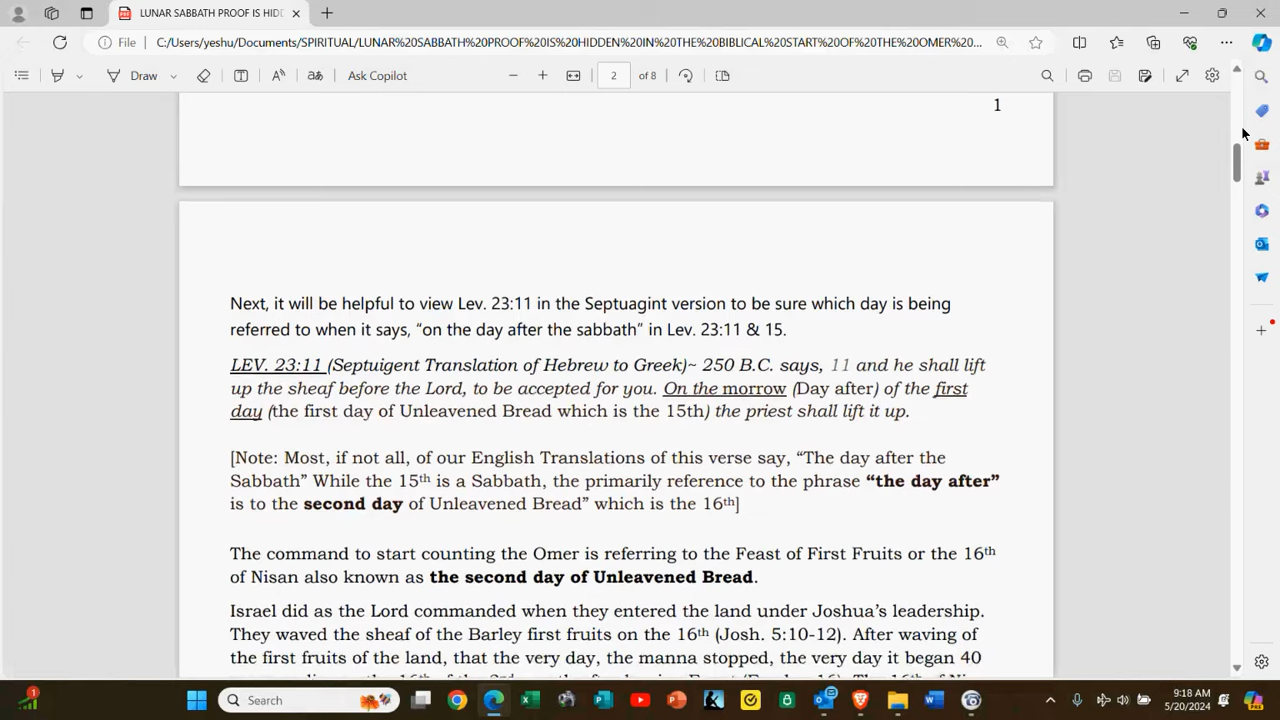 LUNAR SABBATH PROOF IS HIDD
File
C:/Users/yeshu/Documents/SPIRITUAL/LUNAR%20SABBATH%20PROOF%20IS%20HIDDEN%20IN%20THE%20BIBLICAL%20START%20OF%20THE%20OMER%20...
Draw
Ask Copilot
2 of 8
1
Next, it will be helpful to view Lev. 23:11 in the Septuagint version to be sure which day is being
referred to when it says, “on the day after the sabbath” in Lev. 23:11 & 15.
LEV. 23:11 (Septuigent Translation of Hebrew to Greek)~ 250 B.C. says, 11 and he shall lift
up the sheaf before the Lord, to be accepted for you. On the morrow (Day after) of the first
day (the first day of Unleavened Bread which is the 15th) the priest shall lift it up.
[Note: Most, if not all, of our English Translations of this verse say, “The day after the
Sabbath” While the 15th is a Sabbath, the primarily reference to the phrase “the day after”
is to the second day of Unleavened Bread” which is the 16th]
The command to start counting the Omer is referring to the Feast of First Fruits or the 16th
of Nisan also known as the second day of Unleavened Bread.
Israel did as the Lord commanded when they entered the land under Joshua’s leadership.
They waved the sheaf of the Barley first fruits on the 16th (Josh. 5:10-12). After waving of
the first fruits of the land, that the very day, the manna stopped, the very day it began 40
Search
9:18 AM
5/20/2024